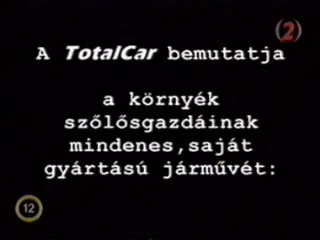 2
A TotalCar bemutatja
a környék
szőlősgazdáinak
mindenes,saját
gyártású járművét:
12